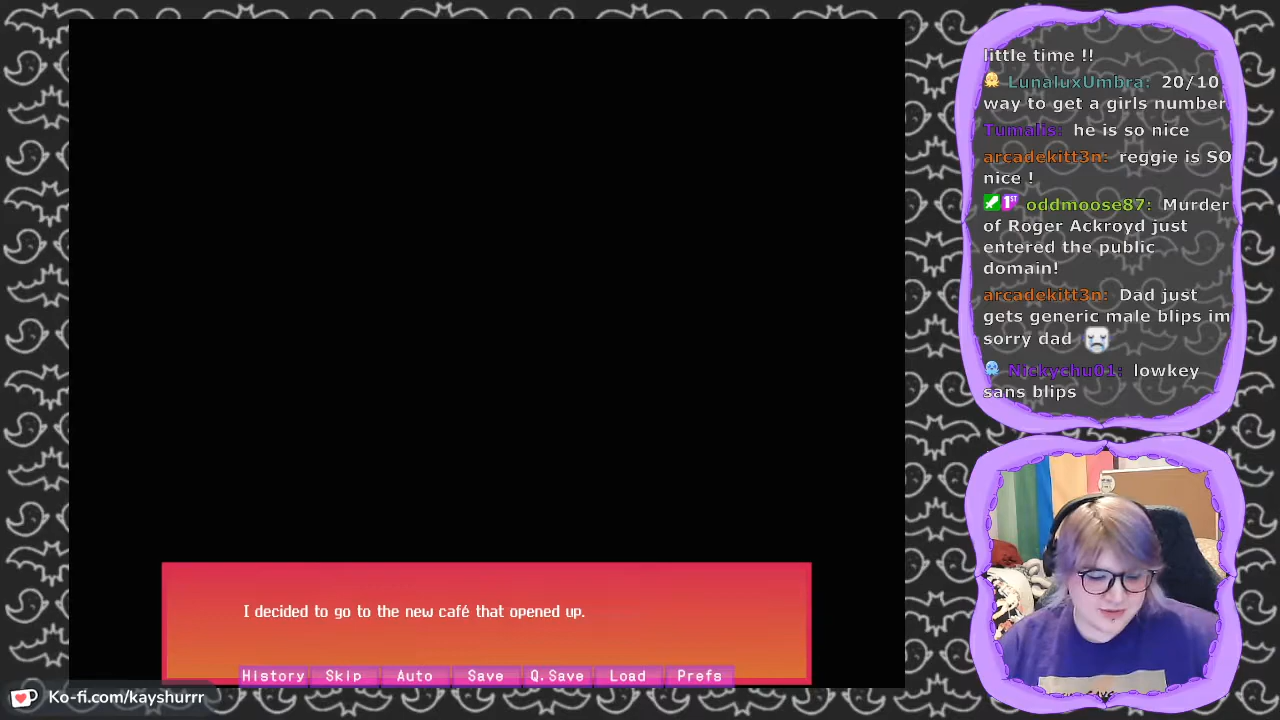 little time !!
LunaluxUmbra: 20/10
way to get a girls number
Tumalis: he is so nice
arcadekitt3n: reggie is SO
nice !
1ST oddmoose87: Murder
of Roger Ackroyd just
entered the public
domain!
arcadekitt3n: Dad just
gets generic male blips im
sorry dad
Nickychu01: lowkey
sans blips
I decided to go to the new café that opened up.
History Skip Auto Save Q.Save Load Prefs
Ko-fi.com/kayshurrr